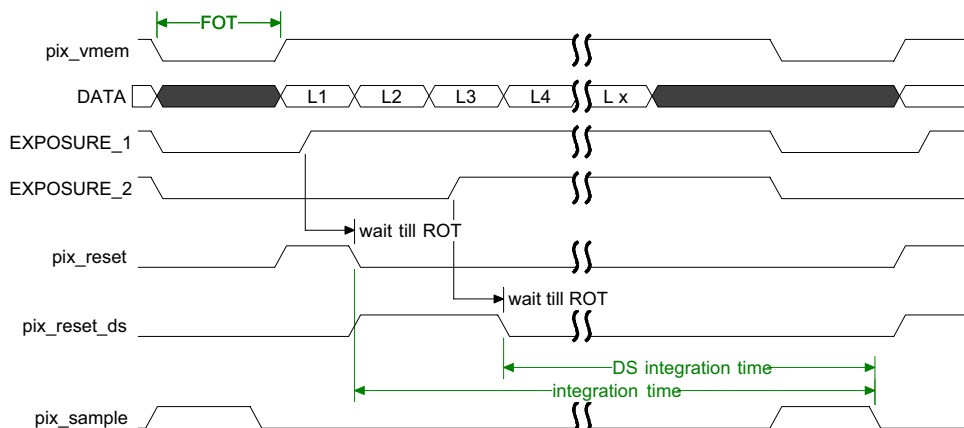 FOT
pix_vmem
DATA L1 L2 L3 L4 L x
EXPOSURE_1
EXPOSURE_2
wait till ROT
pix_reset
wait till ROT
pix_reset_ds
DS integration time
integration time
pix_sample